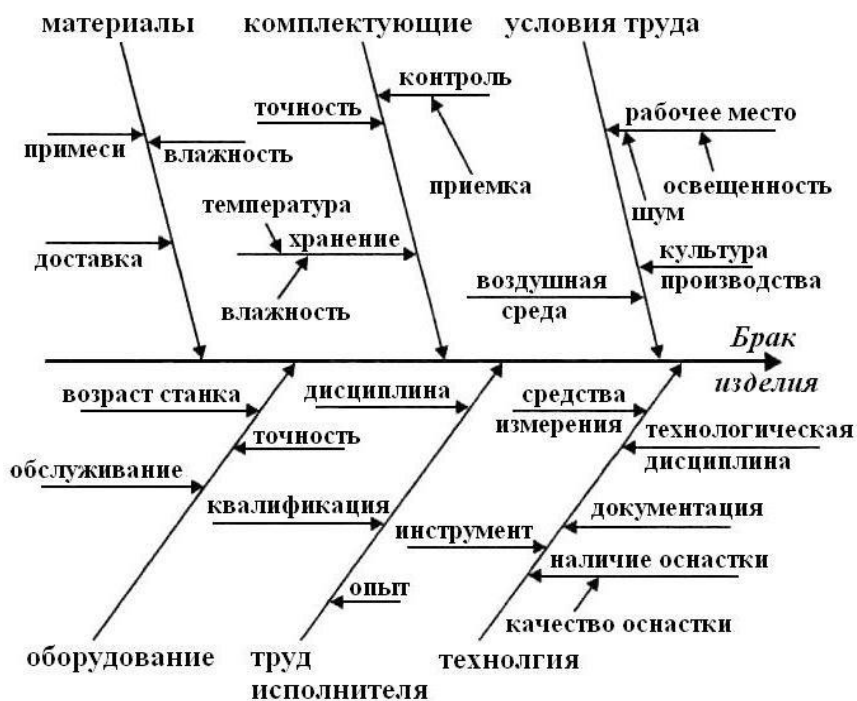 материалы
комплектующие
условия труда
контроль
точность
рабочее место
примеси
влажность
приемка
освещенность
шум
температура
хранение
доставка
культура
производства
воздушная
среда
влажность
Брак
изделия
возраст станка
дисциплина
средства
измерения
точность
технологическая
дисциплина
обслуживание
квалификация
документация
инструмент
наличие оснастки
опыт
качество оснастки
оборудование
труд
исполнителя
технолгия